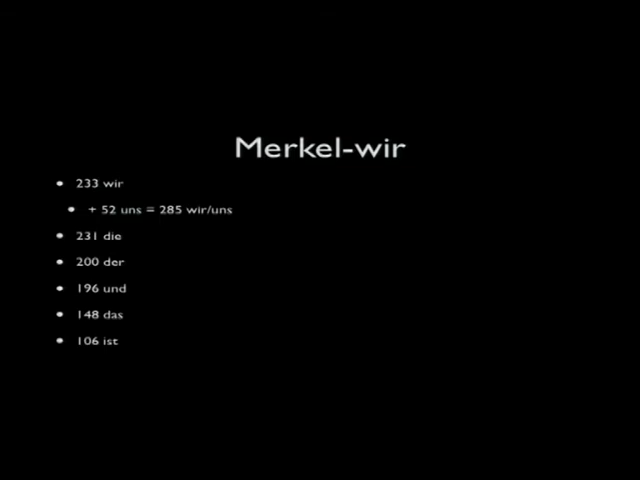 Merkel-wir
• 233 wir
• + 52 uns = 285 wir/uns
• 231 die
• 200 der
• 196 und
• 148 das
• 106 ist